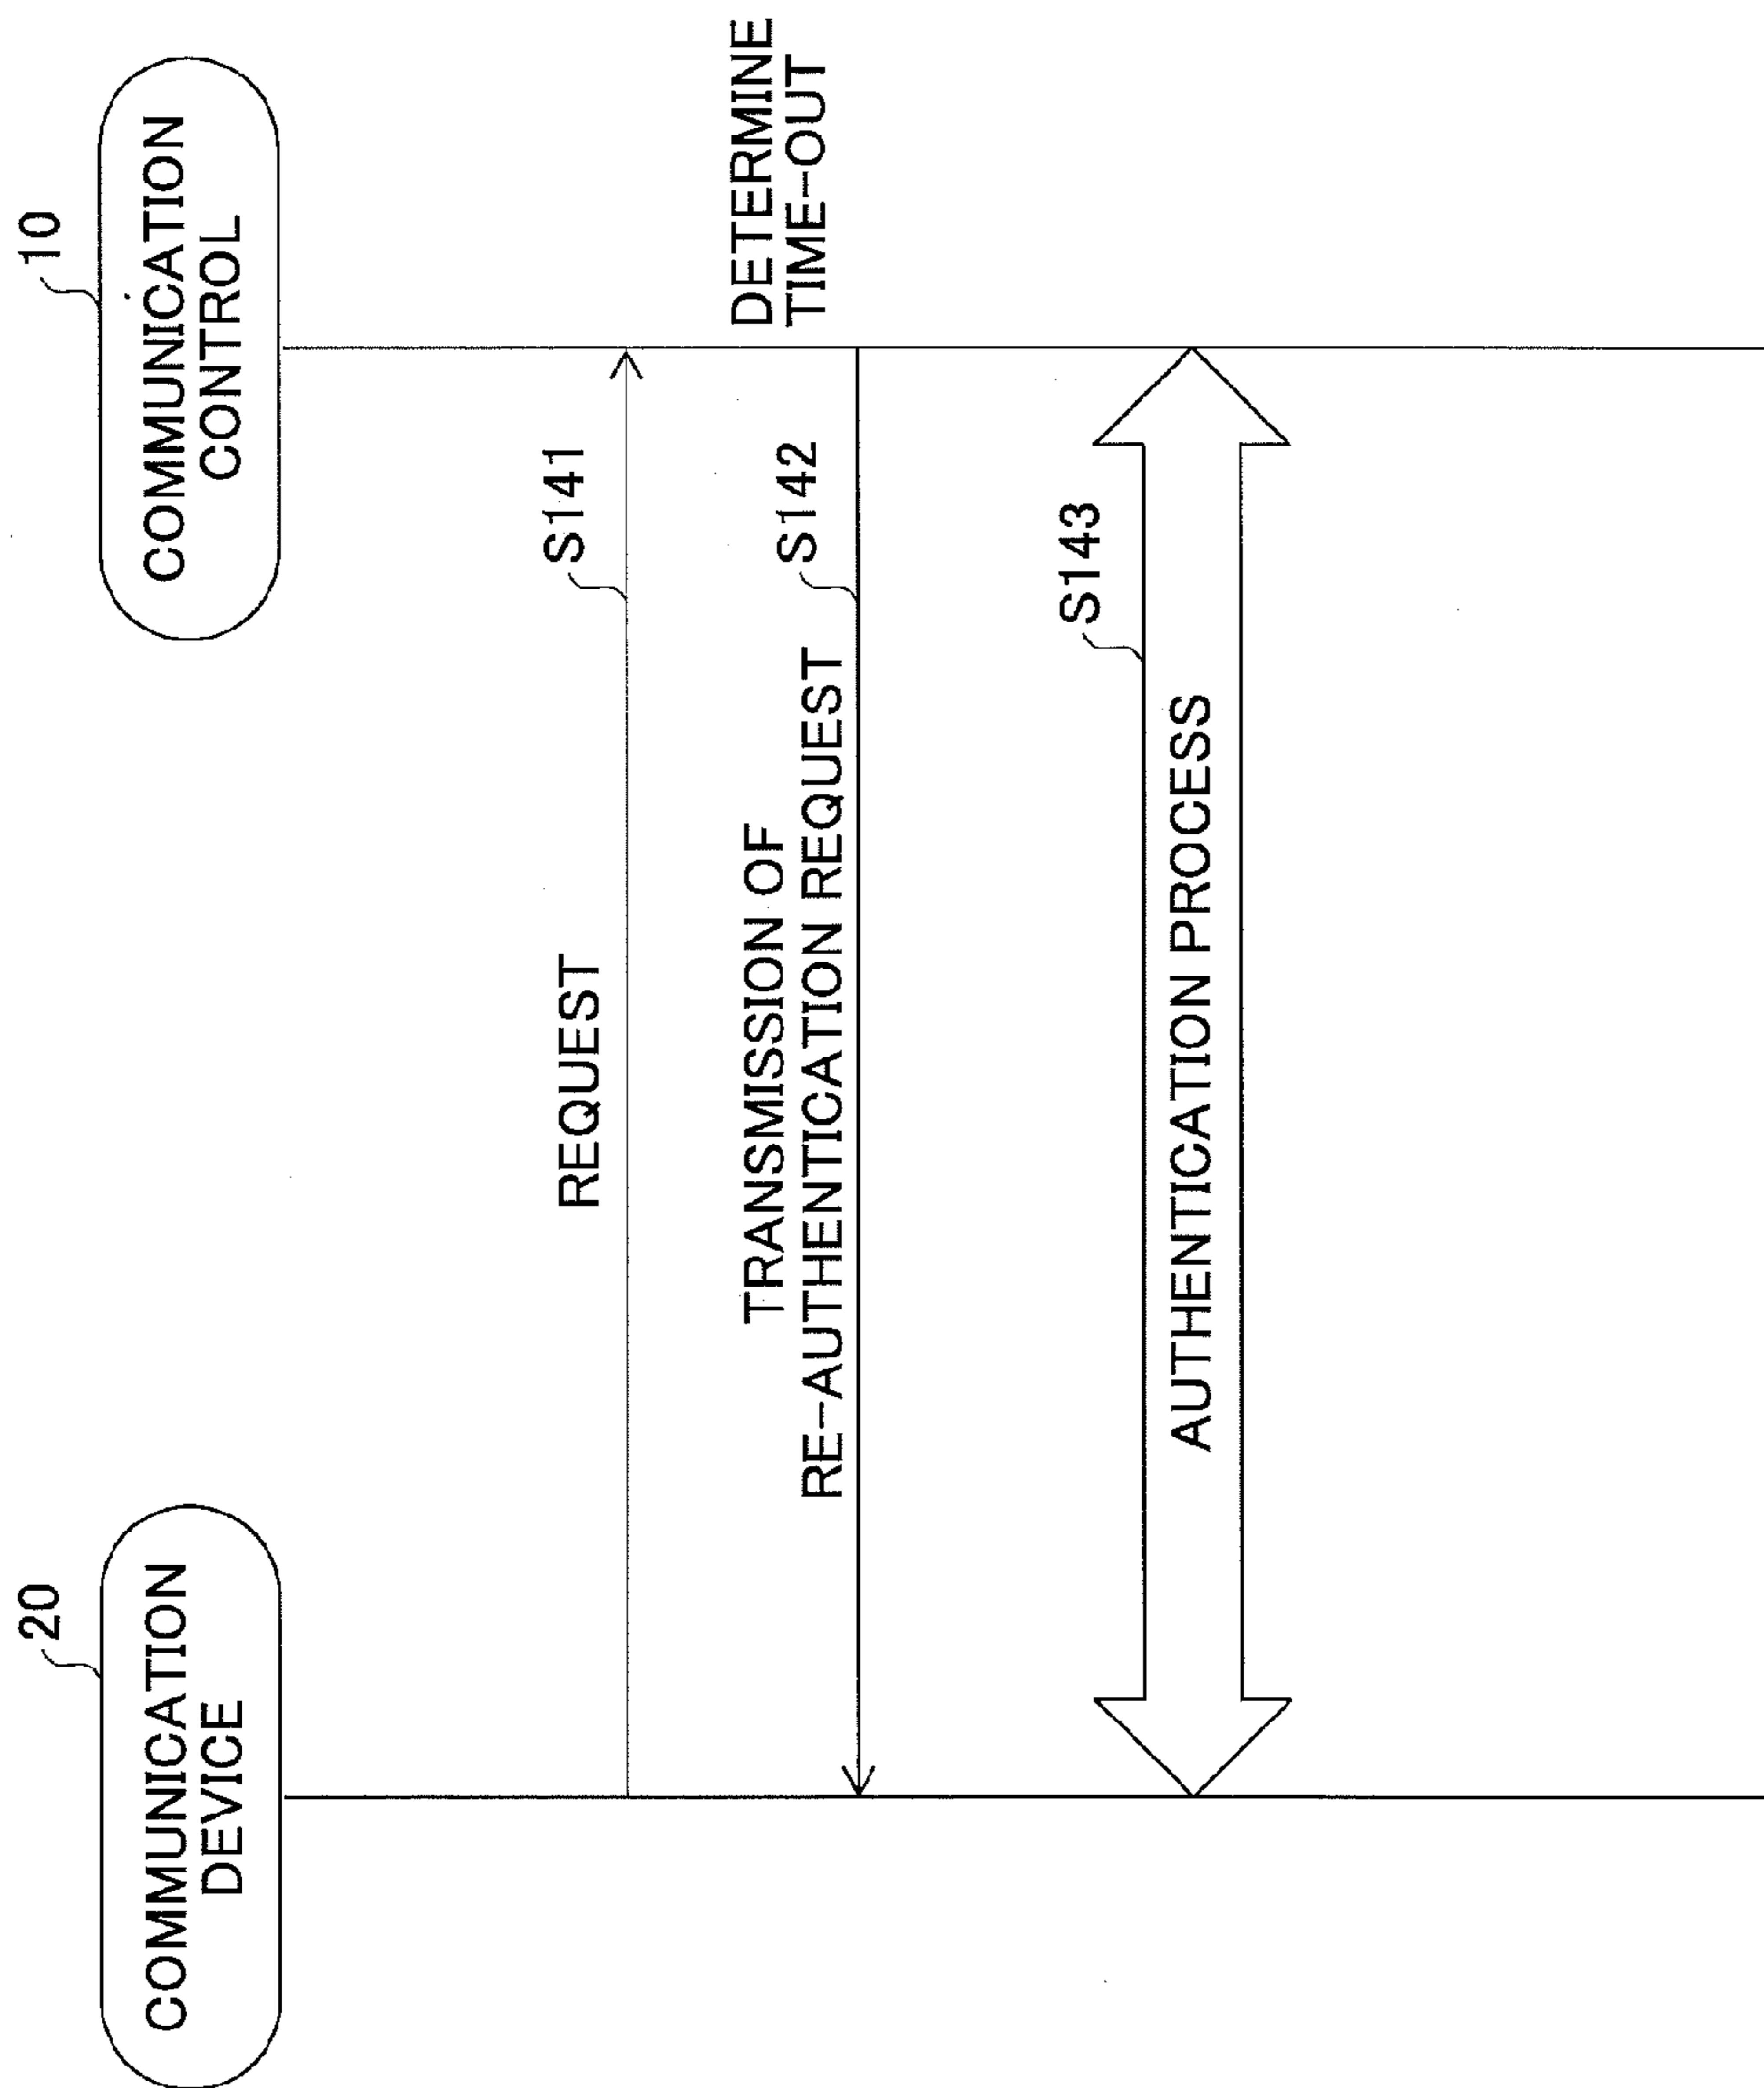 20
COMMUNICATION
DEVICE
10
COMMUNICATION
CONTROL
REQUEST
S141
DETERMINE
TIME-OUT
TRANSMISSION OF
RE-AUTHENTICATION REQUEST
S142
S143
AUTHENTICATION PROCESS